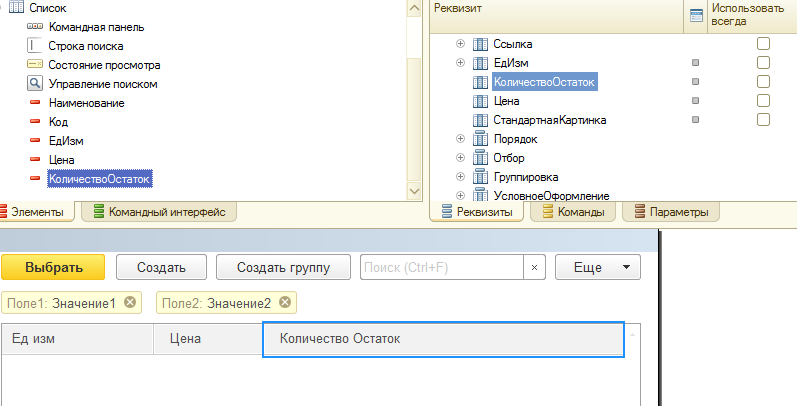 Список
Командная панель
Строка поиска
Состояние просмотра
Управление поиском
Наименование
Код
ЕдИзм
Цена
КоличествоОстаток
Элементы
Командный интерфейс
Реквизит
Использовать
всегда
Ссылка
ЕдИзм
КоличествоОстаток
Цена
СтандартнаяКартинка
Порядок
Отбор
Группировка
УсловноеОформление
Реквизиты
Команды
Параметры
Выбрать
Создать
Создать группу
Поиск (Ctrl+F)
×
Еще
Поле1: Значение1
Поле2: Значение2
Ед изм
Цена
Количество Остаток